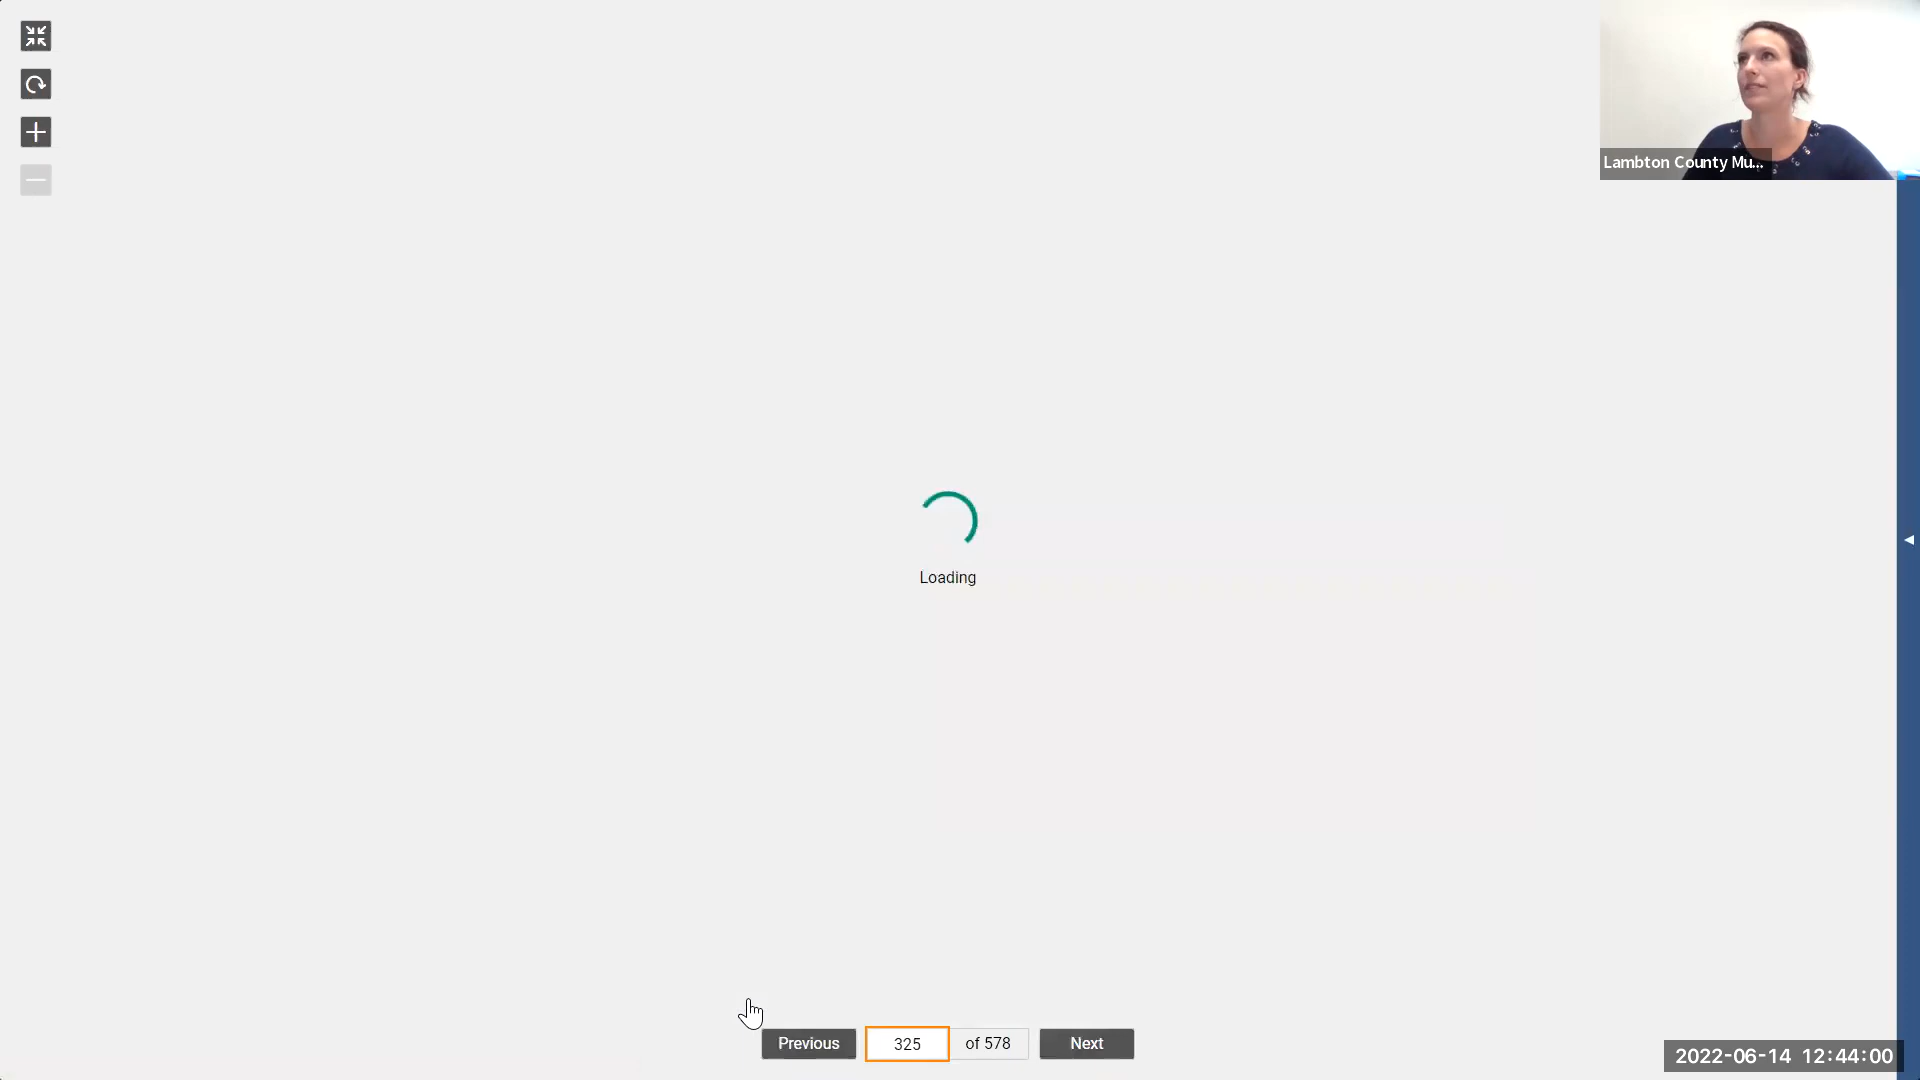 Lambton County Mu...
Loading
Previous
325
of 578
Next
2022-06-14 12:44:00